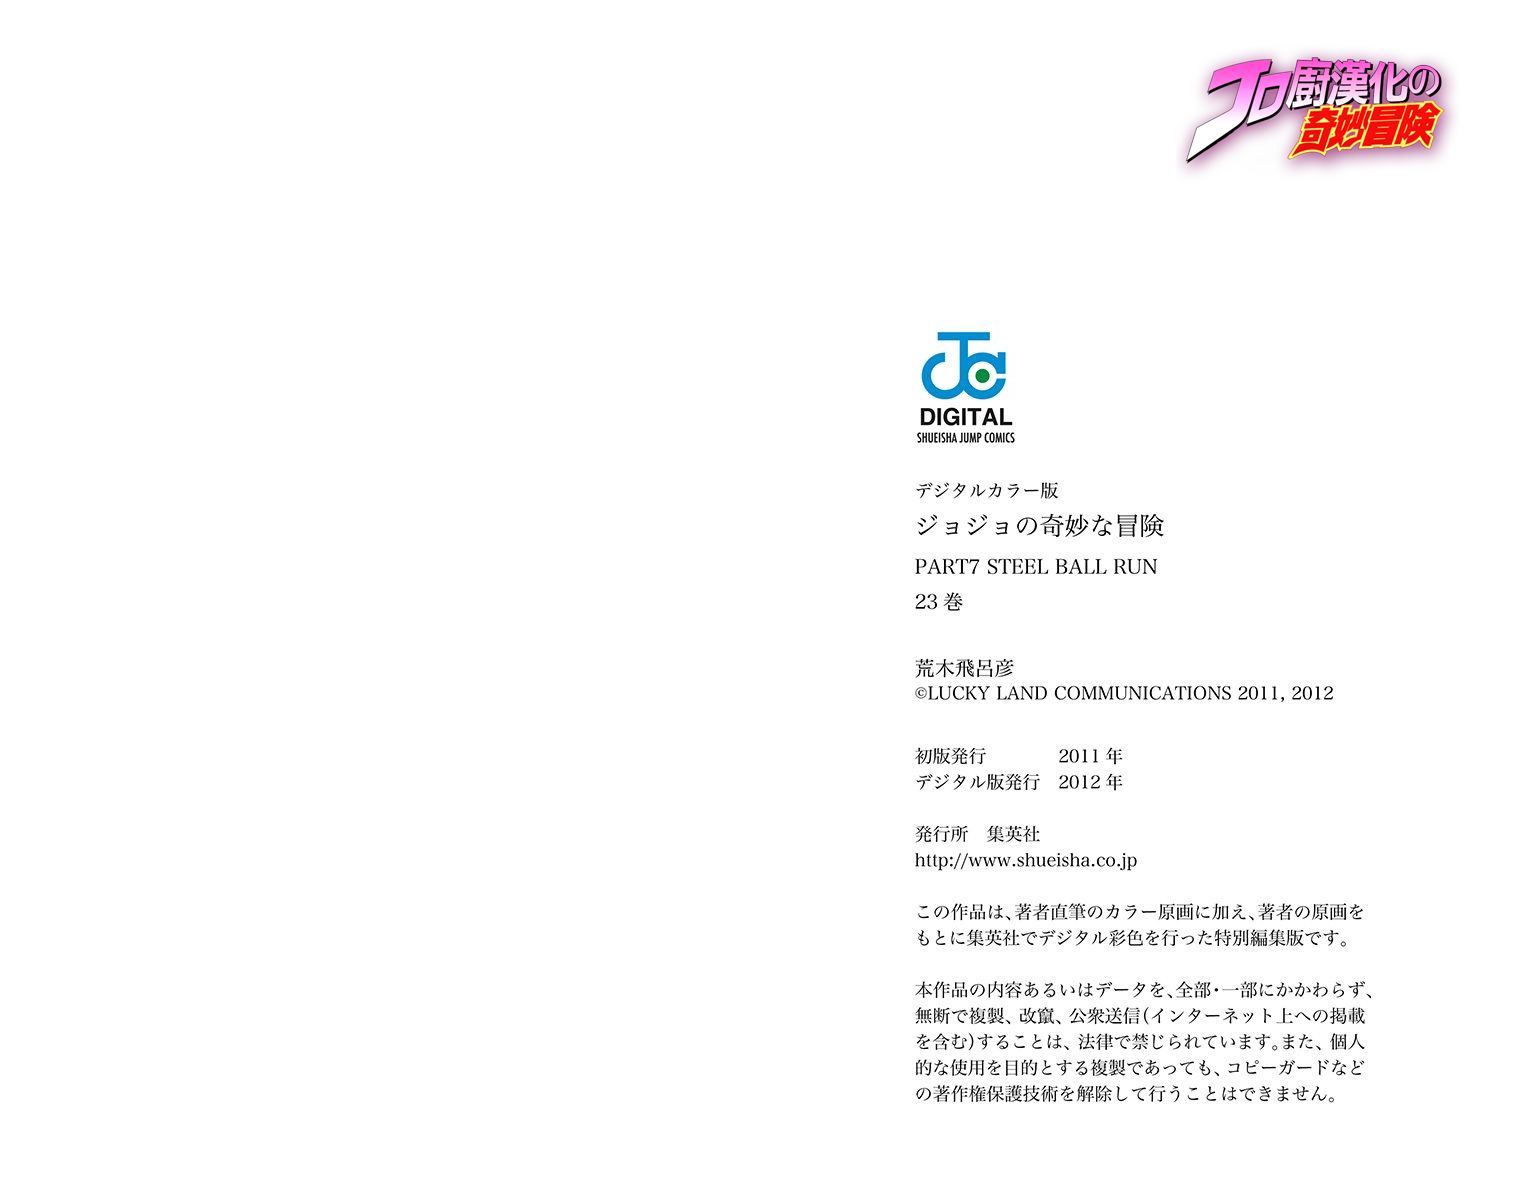 JO廚漢化の
奇妙冒険
JC
DIGITAL
SHUEISHA JUMP COMICS
デジタルカラー版
ジョジョの奇妙な冒険
PART7 STEEL BALL RUN
23 巻
荒木飛呂彦
©LUCKY LAND COMMUNICATIONS 2011, 2012
初版発行　　　　2011 年
デジタル版発行　2012 年
発行所　集英社
http://www.shueisha.co.jp
この作品は、著者直筆のカラー原画に加え、著者の原画を
もとに集英社でデジタル彩色を行った特別編集版です。
本作品の内容あるいはデータを、全部・一部にかかわらず、
無断で複製、改竄、公衆送信(インターネット上への掲載
を含む)することは、法律で禁じられています。また、個人
的な使用を目的とする複製であっても、コピーガードなど
の著作権保護技術を解除して行うことはできません。